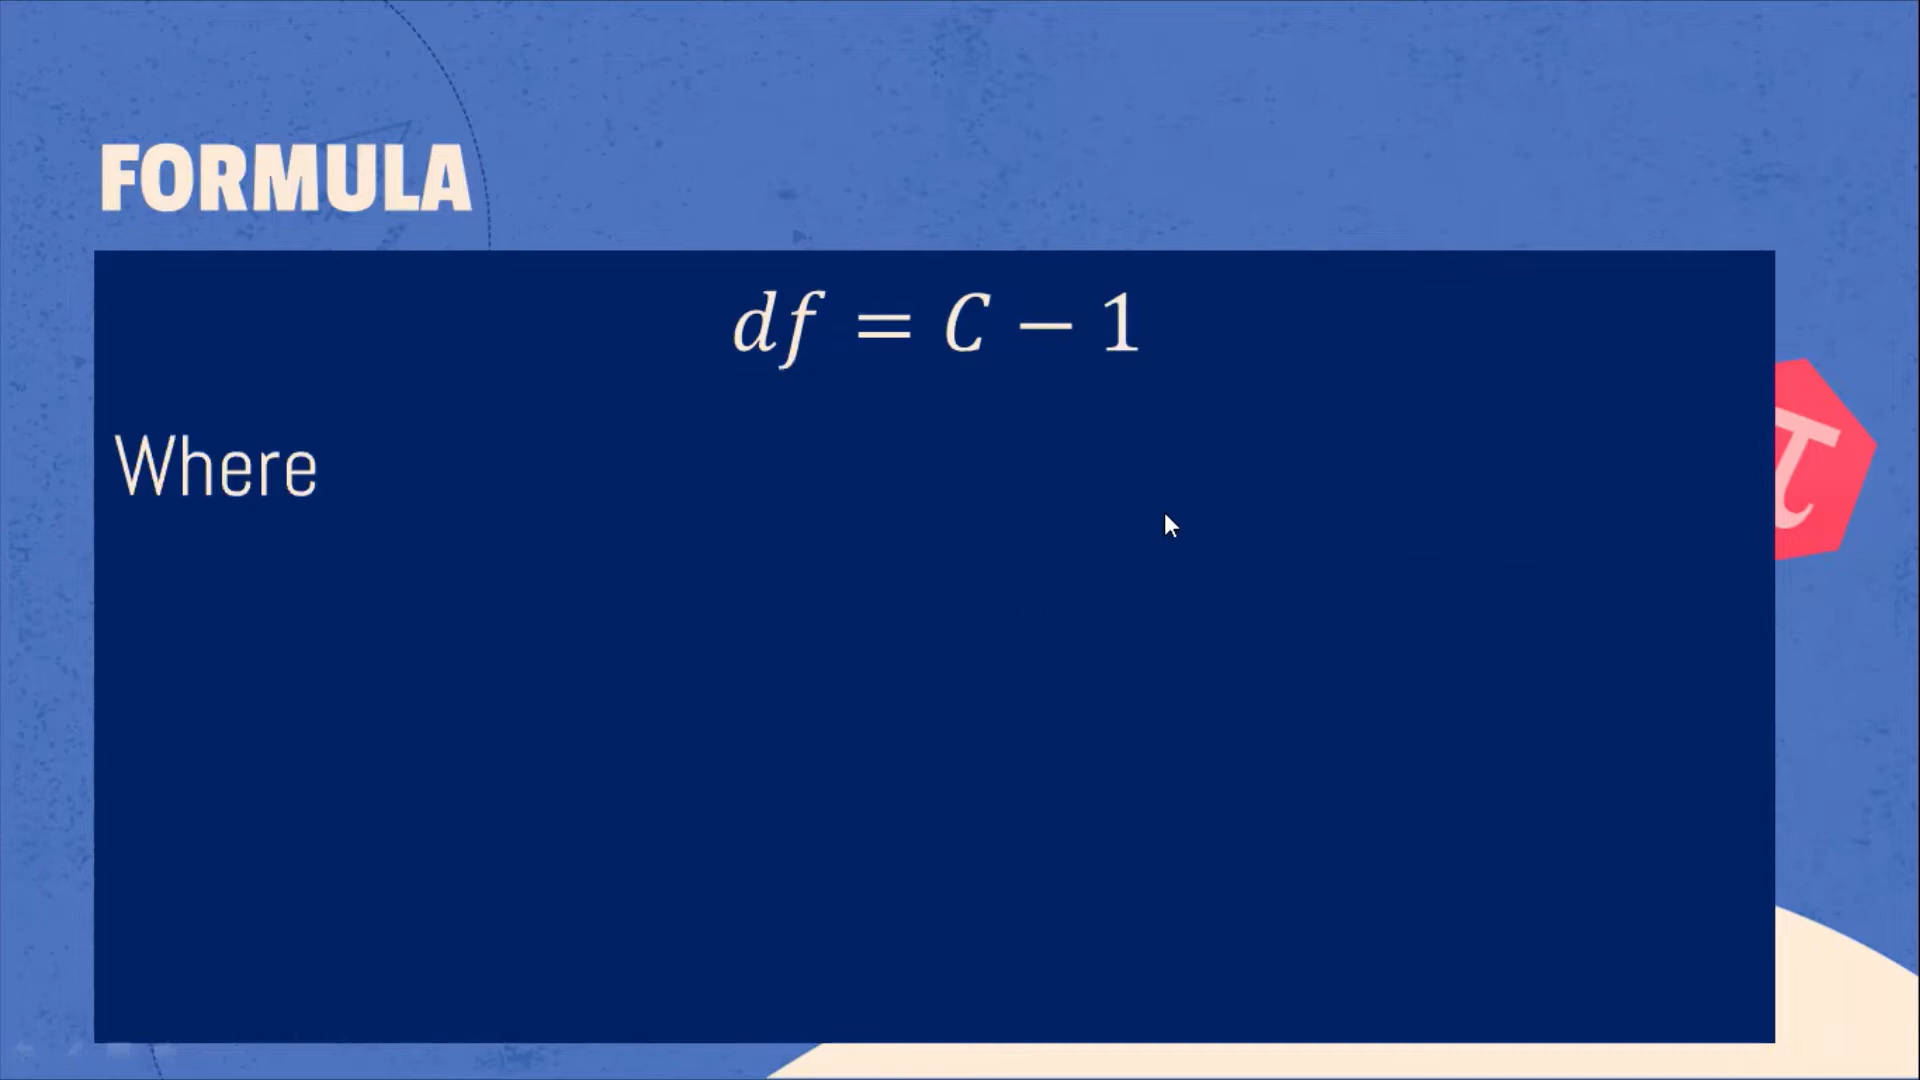 FORMULA
df = C − 1
π
Where